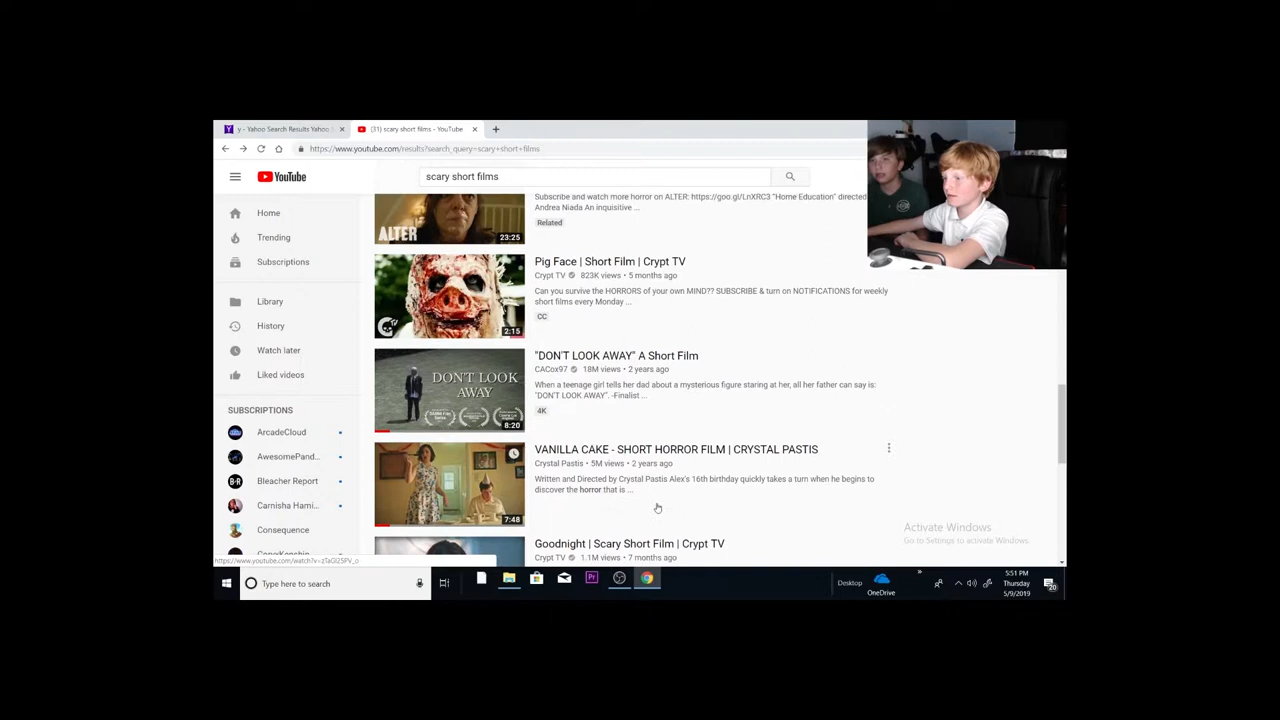 y - Yahoo Search Results Yahoo
(31) scary short films - YouTube
https://www.youtube.com/results?search_query=scary+short+films
YouTube
scary short films
Home
Trending
Subscriptions
Library
History
Watch later
Liked videos
SUBSCRIPTIONS
ArcadeCloud
AwesomePand...
Bleacher Report
Carnisha Hami...
Consequence
ALTER
23:25
Subscribe and watch more horror on ALTER: https://goo.gl/LnXRC3 "Home Education" directed
Andrea Niada An inquisitive ...
Related
2:15
Pig Face | Short Film | Crypt TV
Crypt TV 823K views • 5 months ago
Can you survive the HORRORS of your own MIND?? SUBSCRIBE & turn on NOTIFICATIONS for weekly
short films every Monday ...
CC
DON'T LOOK
AWAY
8:20
"DON'T LOOK AWAY" A Short Film
CACox97 18M views • 2 years ago
When a teenage girl tells her dad about a mysterious figure staring at her, all her father can say is:
"DON'T LOOK AWAY". -Finalist ...
4K
7:48
VANILLA CAKE - SHORT HORROR FILM | CRYSTAL PASTIS
Crystal Pastis • 5M views • 2 years ago
Written and Directed by Crystal Pastis Alex's 16th birthday quickly takes a turn when he begins to
discover the horror that is ...
Goodnight | Scary Short Film | Crypt TV
Crypt TV 1.1M views • 7 months ago
Activate Windows
Go to Settings to activate Windows.
Type here to search
Pr
Desktop
OneDrive
5:51 PM
Thursday
5/9/2019
20